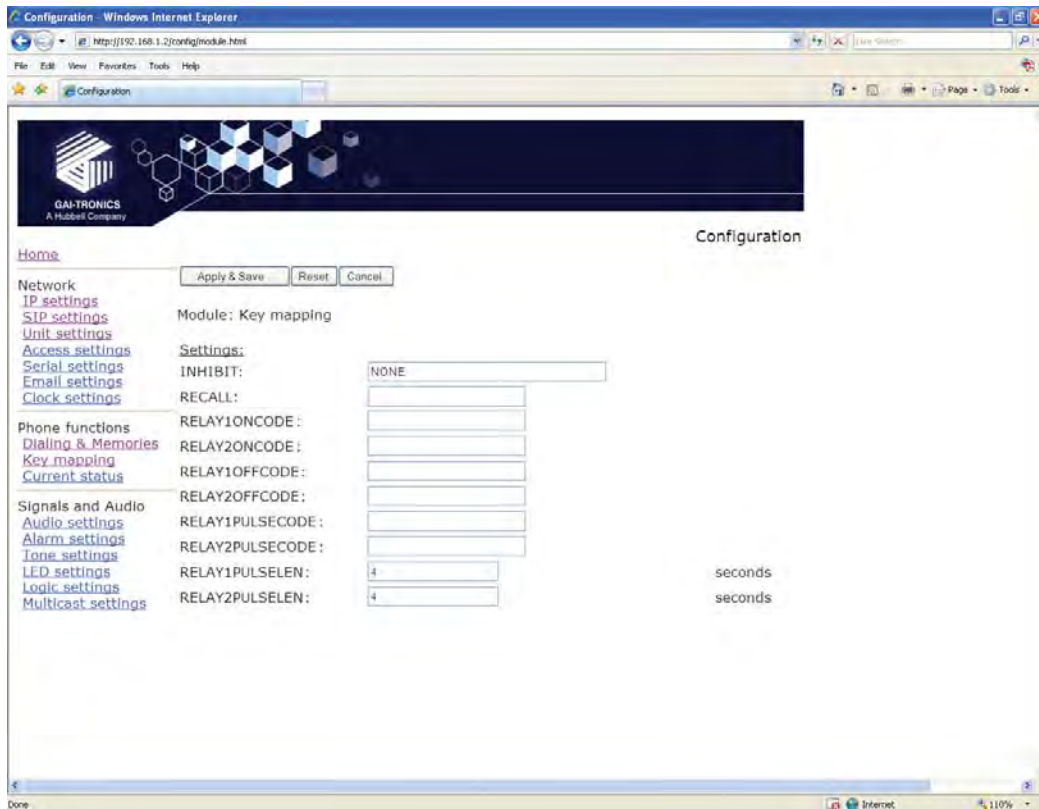 Configuration - Windows Internet Explorer
http://192.168.1.2/config/module.html
Live Search
File Edit View Favorites Tools Help
Configuration
Page Tools
GAI-TRONICS
A Hubbell Company
Configuration
Home
Apply & Save Reset Cancel
Network
IP settings
SIP settings
Unit settings
Access settings
Serial settings
Email settings
Clock settings
Phone functions
Dialing & Memories
Key mapping
Current status
Signals and Audio
Audio settings
Alarm settings
Tone settings
LED settings
Logic settings
Multicast settings
Module: Key mapping
Settings:
INHIBIT: NONE
RECALL:
RELAY1ONCODE:
RELAY2ONCODE:
RELAY1OFFCODE:
RELAY2OFFCODE:
RELAY1PULSECODE:
RELAY2PULSECODE:
RELAY1PULSELEN: 4 seconds
RELAY2PULSELEN: 4 seconds
Done
Internet
110%